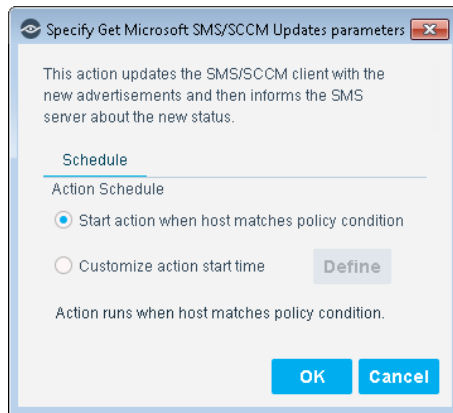 Specify Get Microsoft SMS/SCCM Updates parameters
This action updates the SMS/SCCM client with the
new advertisements and then informs the SMS
server about the new status.
Schedule
Action Schedule
Start action when host matches policy condition
Customize action start time
Define
Action runs when host matches policy condition.
OK
Cancel